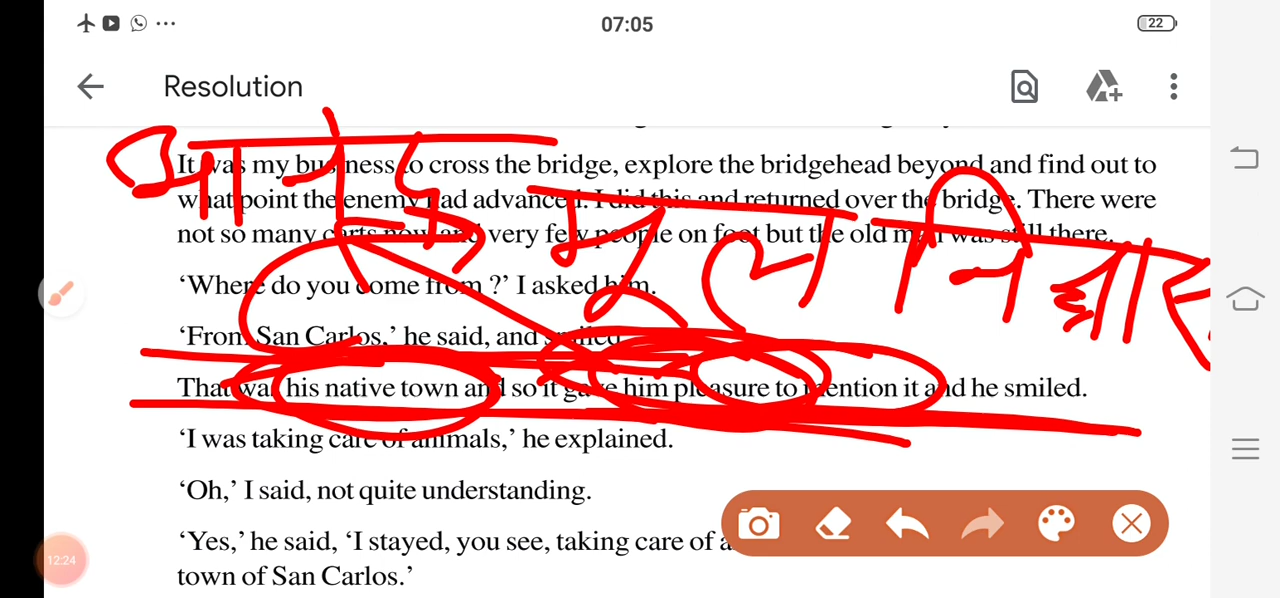 07:05
22
Resolution
It was my business to cross the bridge, explore the bridgehead beyond and find out to
what point the enemy had advanced. I did this and returned over the bridge. There were
not so many carts now and very few people on foot but the old man was still there.
‘Where do you come from ?’ I asked him.
‘From San Carlos,’ he said, and smiled.
That was his native town and so it gave him pleasure to mention it and he smiled.
‘I was taking care of animals,’ he explained.
‘Oh,’ I said, not quite understanding.
‘Yes,’ he said, ‘I stayed, you see, taking care of
town of San Carlos.’
12:24
आनंद मूल निवास